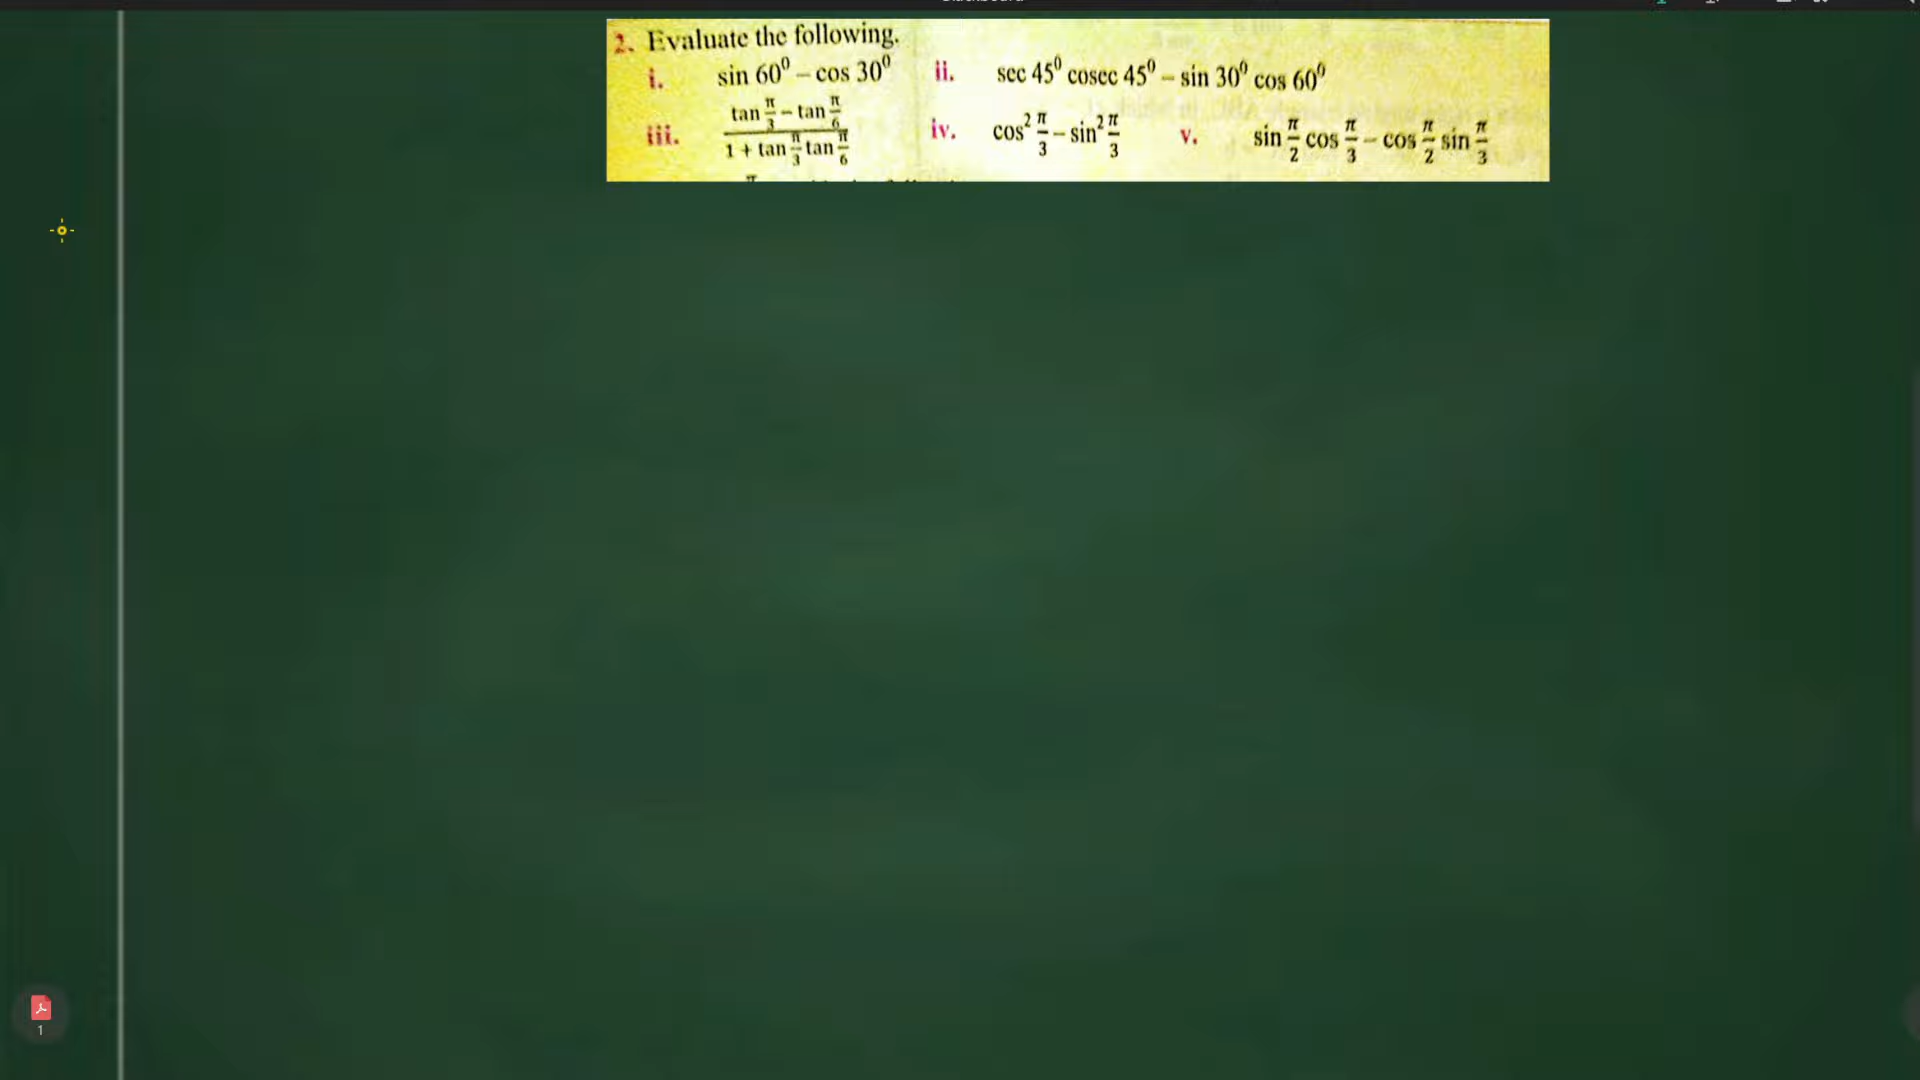 2. Evaluate the following.
i. sin 60⁰ – cos 30⁰ ii. sec 45⁰ cosec 45⁰ – sin 30⁰ cos 60⁰
iii. (tan π/3 – tan π/6) / (1 + tan π/3 tan π/6) iv. cos² π/3 – sin² π/3 v. sin π/2 cos π/3 – cos π/2 sin π/3
1